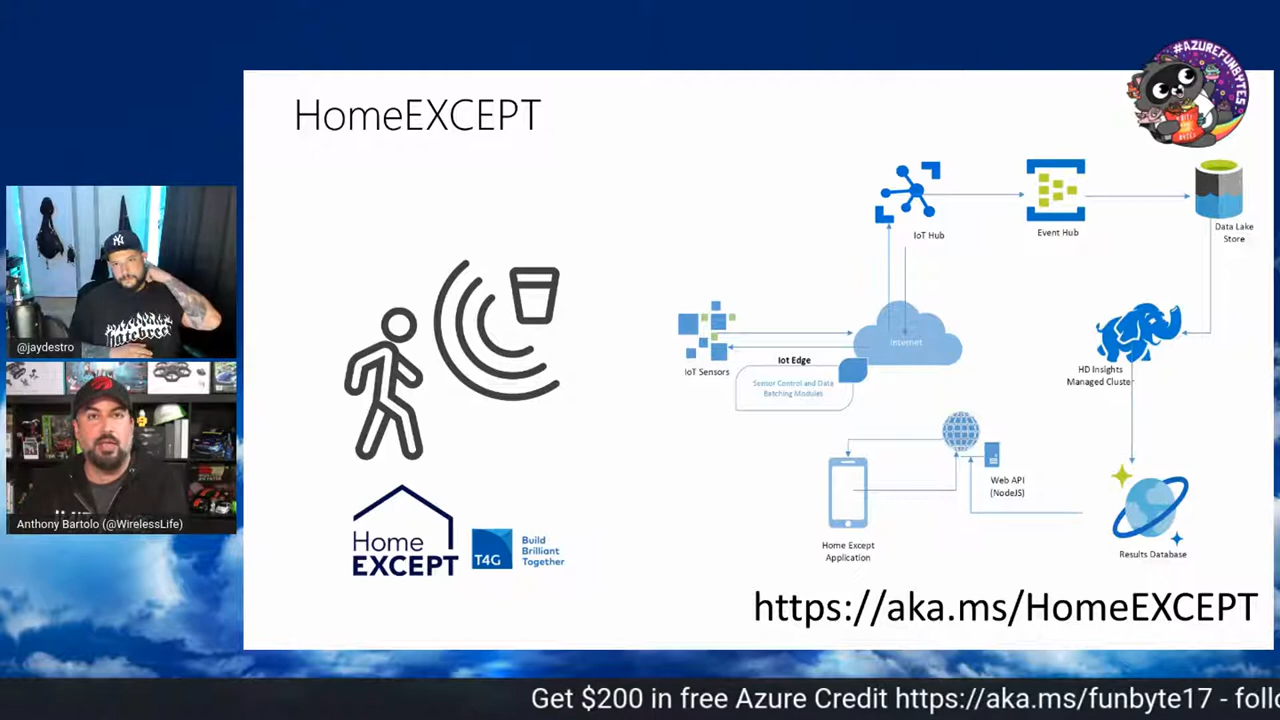 #AZUREFUNBYTES
HomeEXCEPT
IoT Hub
Event Hub
Data Lake
Store
Internet
IoT Sensors
Iot Edge
Sensor Control and Data
Batching Modules
HD Insights
Managed Cluster
Web API
(NodeJS)
Home Except
Application
Results Database
Home
EXCEPT
T4G
Build
Brilliant
Together
https://aka.ms/HomeEXCEPT
@jaydestro
Anthony Bartolo (@WirelessLife)
Get $200 in free Azure Credit https://aka.ms/funbyte17 - follo